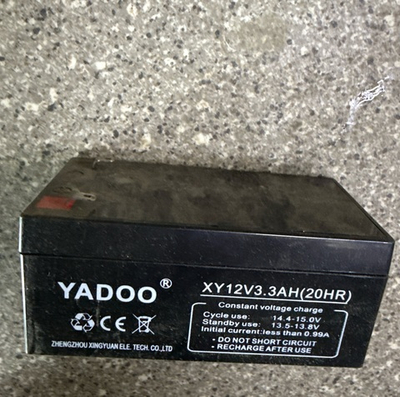 YADOO®
XY12V3.3AH(20HR)
Constant voltage charge
Cycle use: 14.4-15.0V
Standby use: 13.5-13.8V
Initial current:less than 0.99A
- DO NOT SHORT CIRCUIT
- RECHARGE AFTER USE
CE
ZHENGZHOU XINGYUAN ELE. TECH. CO.,LTD